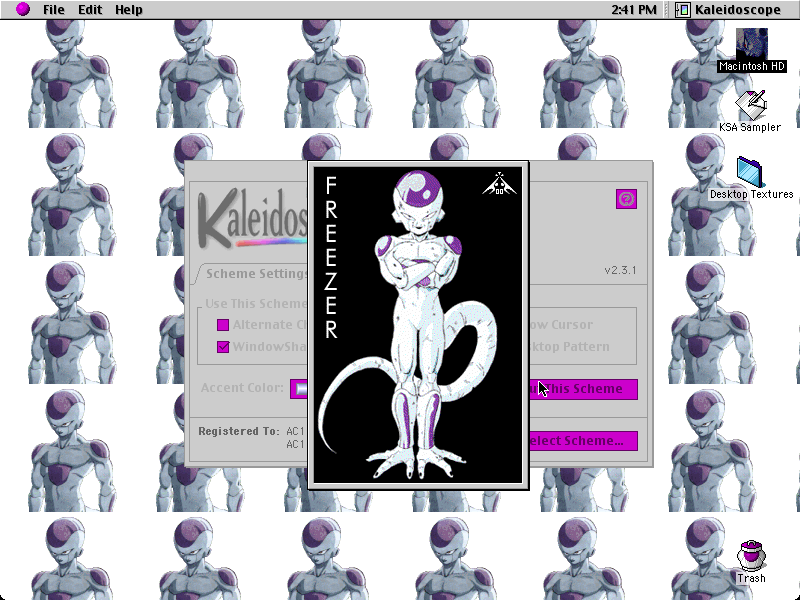 File Edit Help
2:41 PM Kaleidoscope
Macintosh HD
KSA Sampler
Desktop Textures
Kaleidos
v2.3.1
Scheme Settings
Use This Scheme
Alternate Ch
WindowSha
ow Cursor
ktop Pattern
Accent Color:
This Scheme
Registered To: AC1
AC1
elect Scheme...
FREEZER
Trash